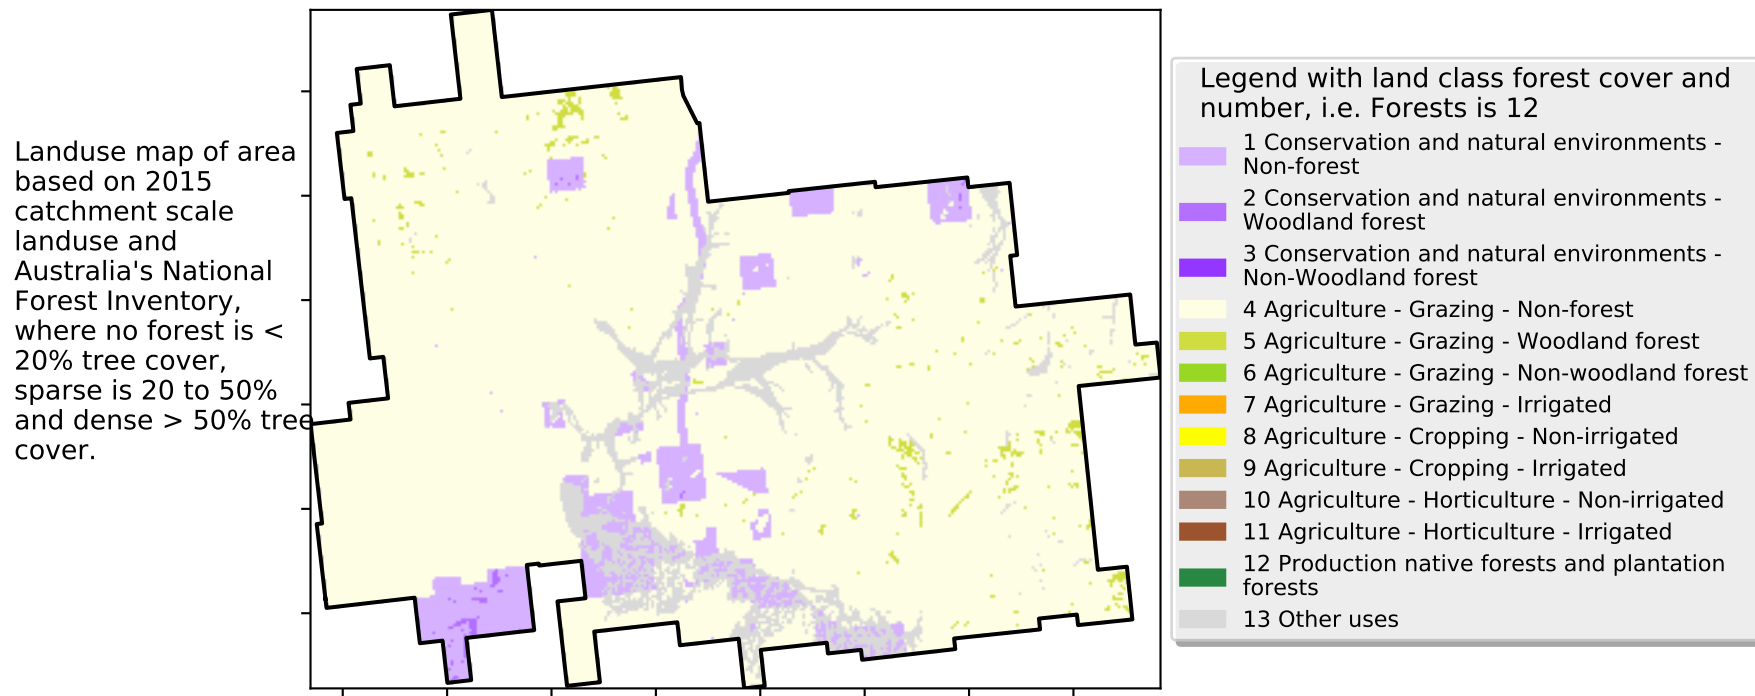 Landuse map of area
based on 2015
catchment scale
landuse and
Australia's National
Forest Inventory,
where no forest is <
20% tree cover,
sparse is 20 to 50%
and dense > 50% tree
cover.
Legend with land class forest cover and
number, i.e. Forests is 12
1 Conservation and natural environments -
Non-forest
2 Conservation and natural environments -
Woodland forest
3 Conservation and natural environments -
Non-Woodland forest
4 Agriculture - Grazing - Non-forest
5 Agriculture - Grazing - Woodland forest
6 Agriculture - Grazing - Non-woodland forest
7 Agriculture - Grazing - Irrigated
8 Agriculture - Cropping - Non-irrigated
9 Agriculture - Cropping - Irrigated
10 Agriculture - Horticulture - Non-irrigated
11 Agriculture - Horticulture - Irrigated
12 Production native forests and plantation
forests
13 Other uses